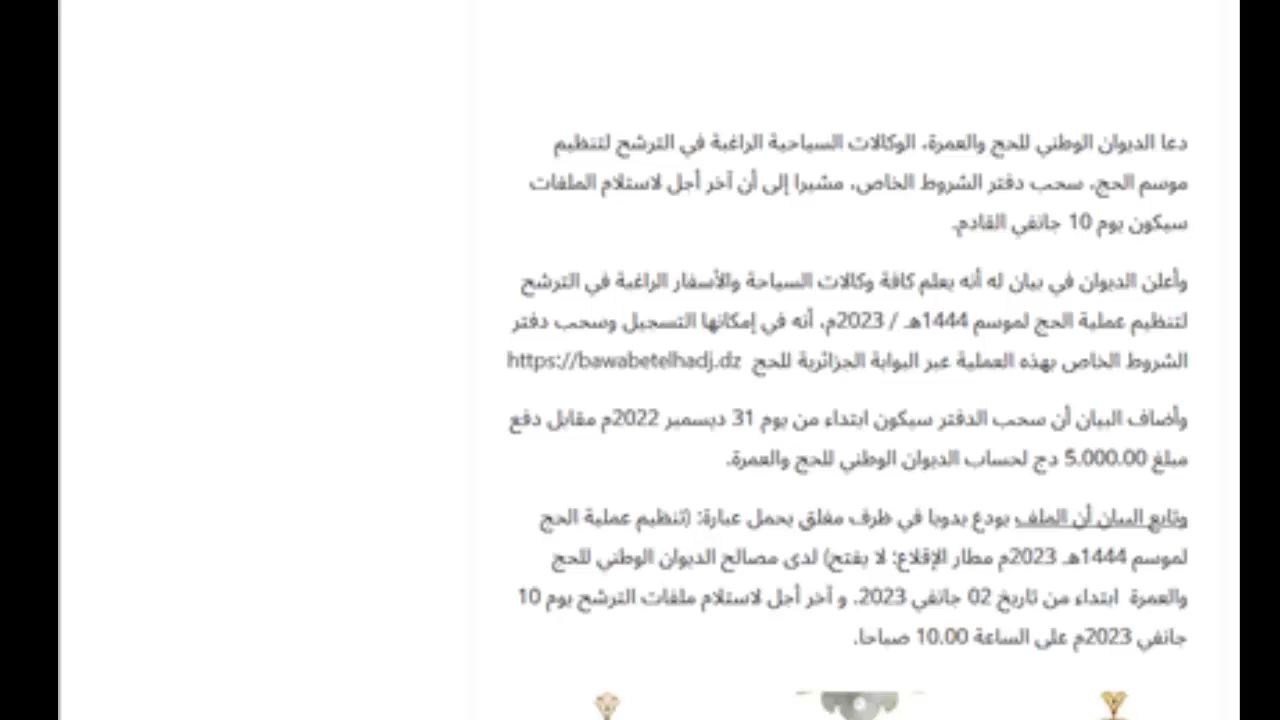 دعا الديوان الوطني للحج والعمرة، الوكالات السياحية الراغبة في الترشح لتنظيم
موسم الحج، سحب دفتر الشروط الخاص، مشيرا إلى أن آخر أجل لاستلام الملفات
سيكون يوم 10 جانفي القادم.
وأعلن الديوان في بيان له أنه يعلم كافة وكالات السياحة والأسفار الراغبة في الترشح
لتنظيم عملية الحج لموسم 1444هـ / 2023م، أنه في إمكانها التسجيل وسحب دفتر
الشروط الخاص بهذه العملية عبر البوابة الجزائرية للحج https://bawabetelhadj.dz
وأضاف البيان أن سحب الدفتر سيكون ابتداء من يوم 31 ديسمبر 2022م مقابل دفع
مبلغ 5.000.00 دج لحساب الديوان الوطني للحج والعمرة.
وتابع البيان أن الملف يودع يدويا في ظرف مغلق يحمل عبارة: (تنظيم عملية الحج
لموسم 1444هـ 2023م مطار الإقلاع: لا يفتح) لدى مصالح الديوان الوطني للحج
والعمرة ابتداء من تاريخ 02 جانفي 2023. و آخر أجل لاستلام ملفات الترشح يوم 10
جانفي 2023م على الساعة 10.00 صباحا.